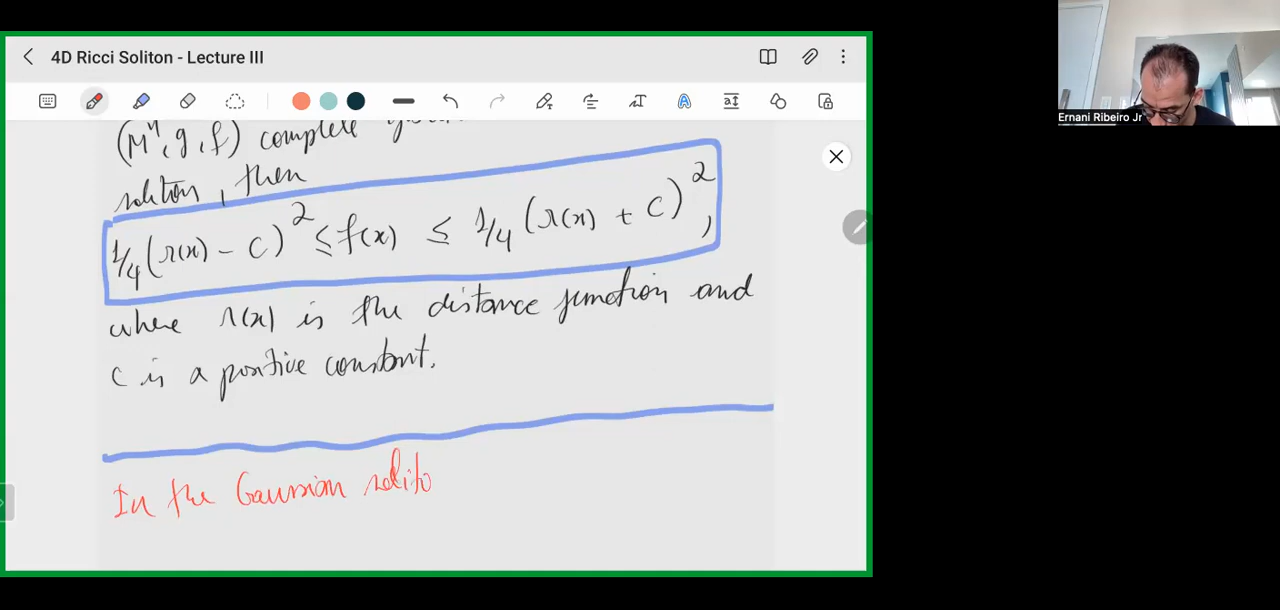 4D Ricci Soliton - Lecture III
(Mⁿ, g, f) complete
soliton, then
1/4 (r(x) - c)² ≤ f(x) ≤ 1/4 (r(x) + c)²,
where r(x) is the distance function and
c is a positive constant.
In the Gaussian solito
Ernani Ribeiro Jr